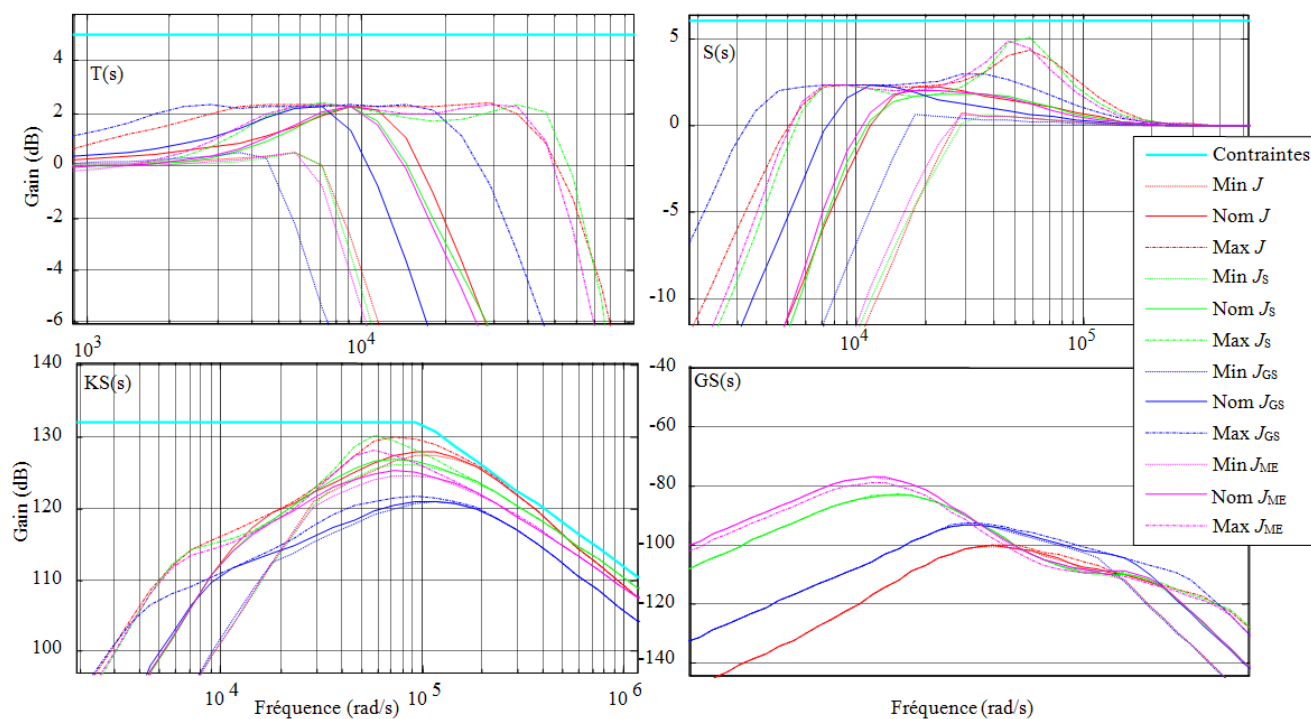 T(s)
Gain (dB)
4
2
0
-2
-4
-6
10³
10⁴
S(s)
5
0
-5
-10
10⁴
10⁵
Contraintes
Min J
Nom J
Max J
Min J_S
Nom J_S
Max J_S
Min J_GS
Nom J_GS
Max J_GS
Min J_ME
Nom J_ME
Max J_ME
KS(s)
Gain (dB)
140
130
120
110
100
10⁴
10⁵
10⁶
Fréquence (rad/s)
GS(s)
-40
-60
-80
-100
-120
-140
Fréquence (rad/s)